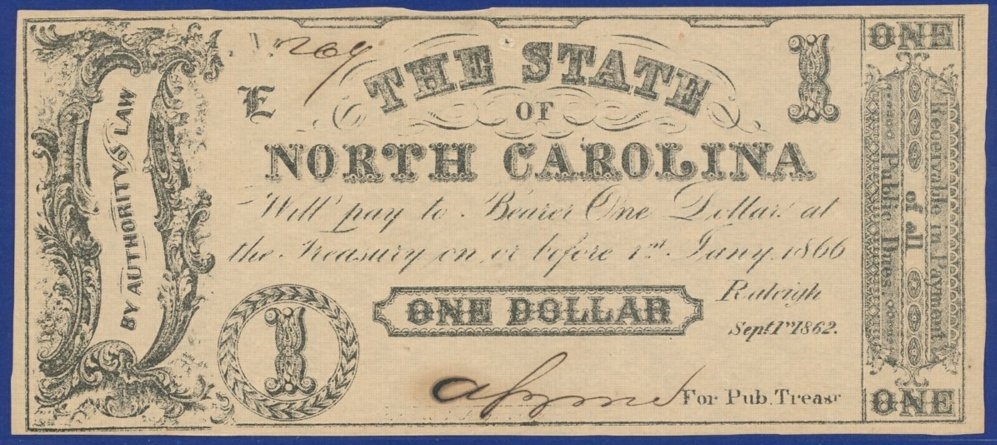 BY AUTHORITY OF LAW
269
E
THE STATE
OF
NORTH CAROLINA
1
Will pay to Bearer One Dollar at
the Treasury on or before 1st Jany 1866
Raleigh
Sept 1st 1862.
ONE DOLLAR
1
For Pub. Treasr
ONE
Receivable in Payment
of all
Public Dues
ONE